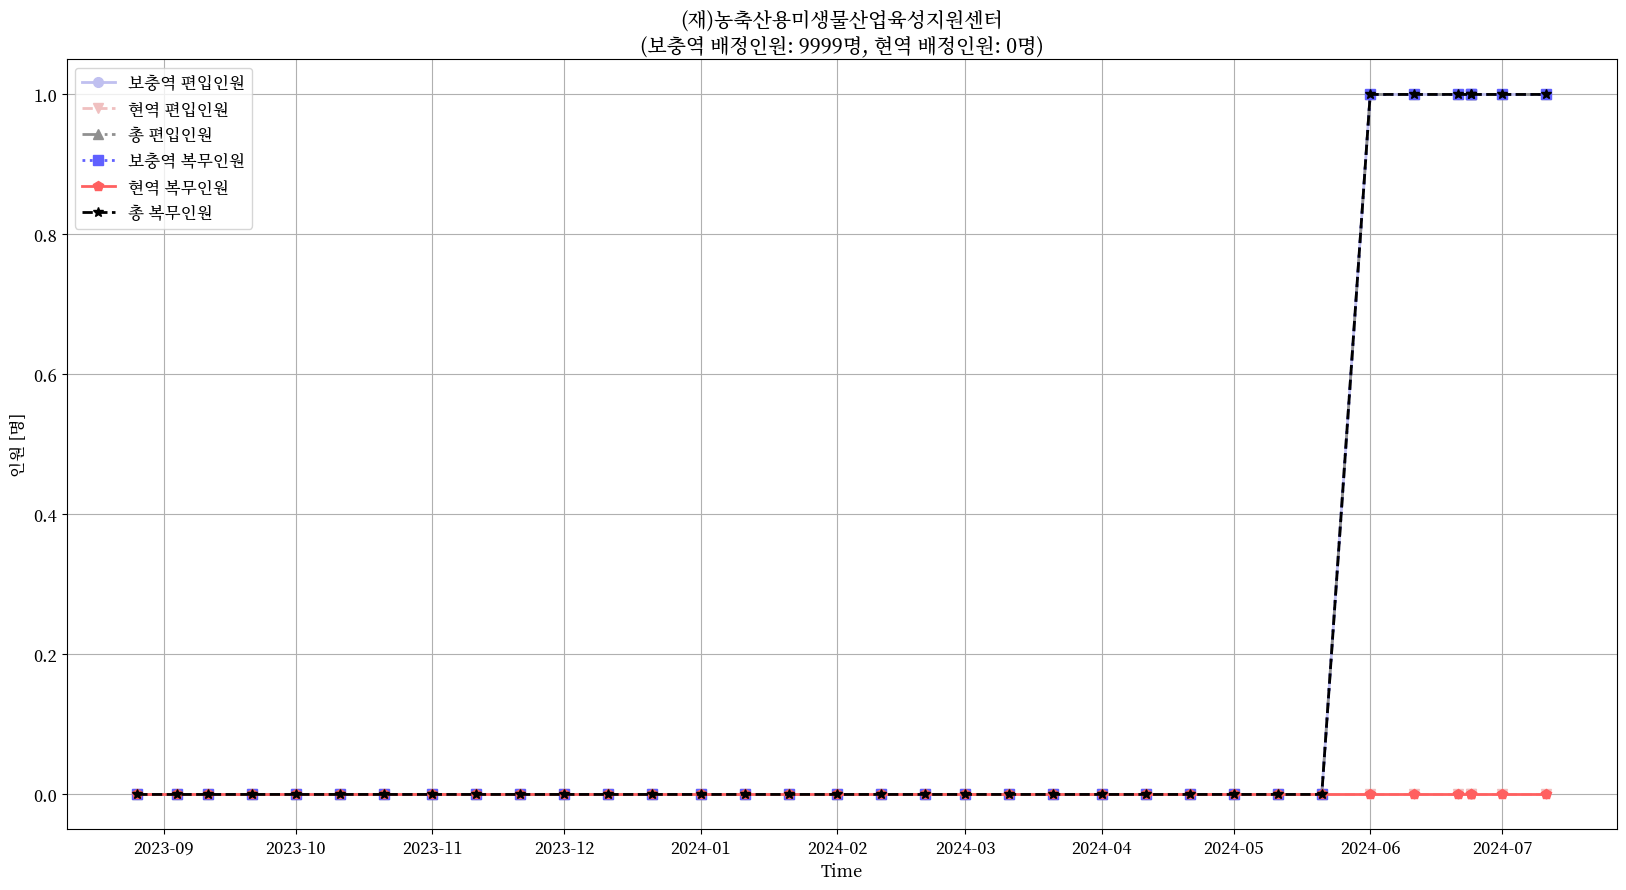 (재)농축산용미생물산업육성지원센터
(보충역 배정인원: 9999명, 현역 배정인원: 0명)
보충역 편입인원
현역 편입인원
총 편입인원
보충역 복무인원
현역 복무인원
총 복무인원
1.0
0.8
0.6
0.4
0.2
0.0
인원 [명]
2023-09 2023-10 2023-11 2023-12 2024-01 2024-02 2024-03 2024-04 2024-05 2024-06 2024-07
Time